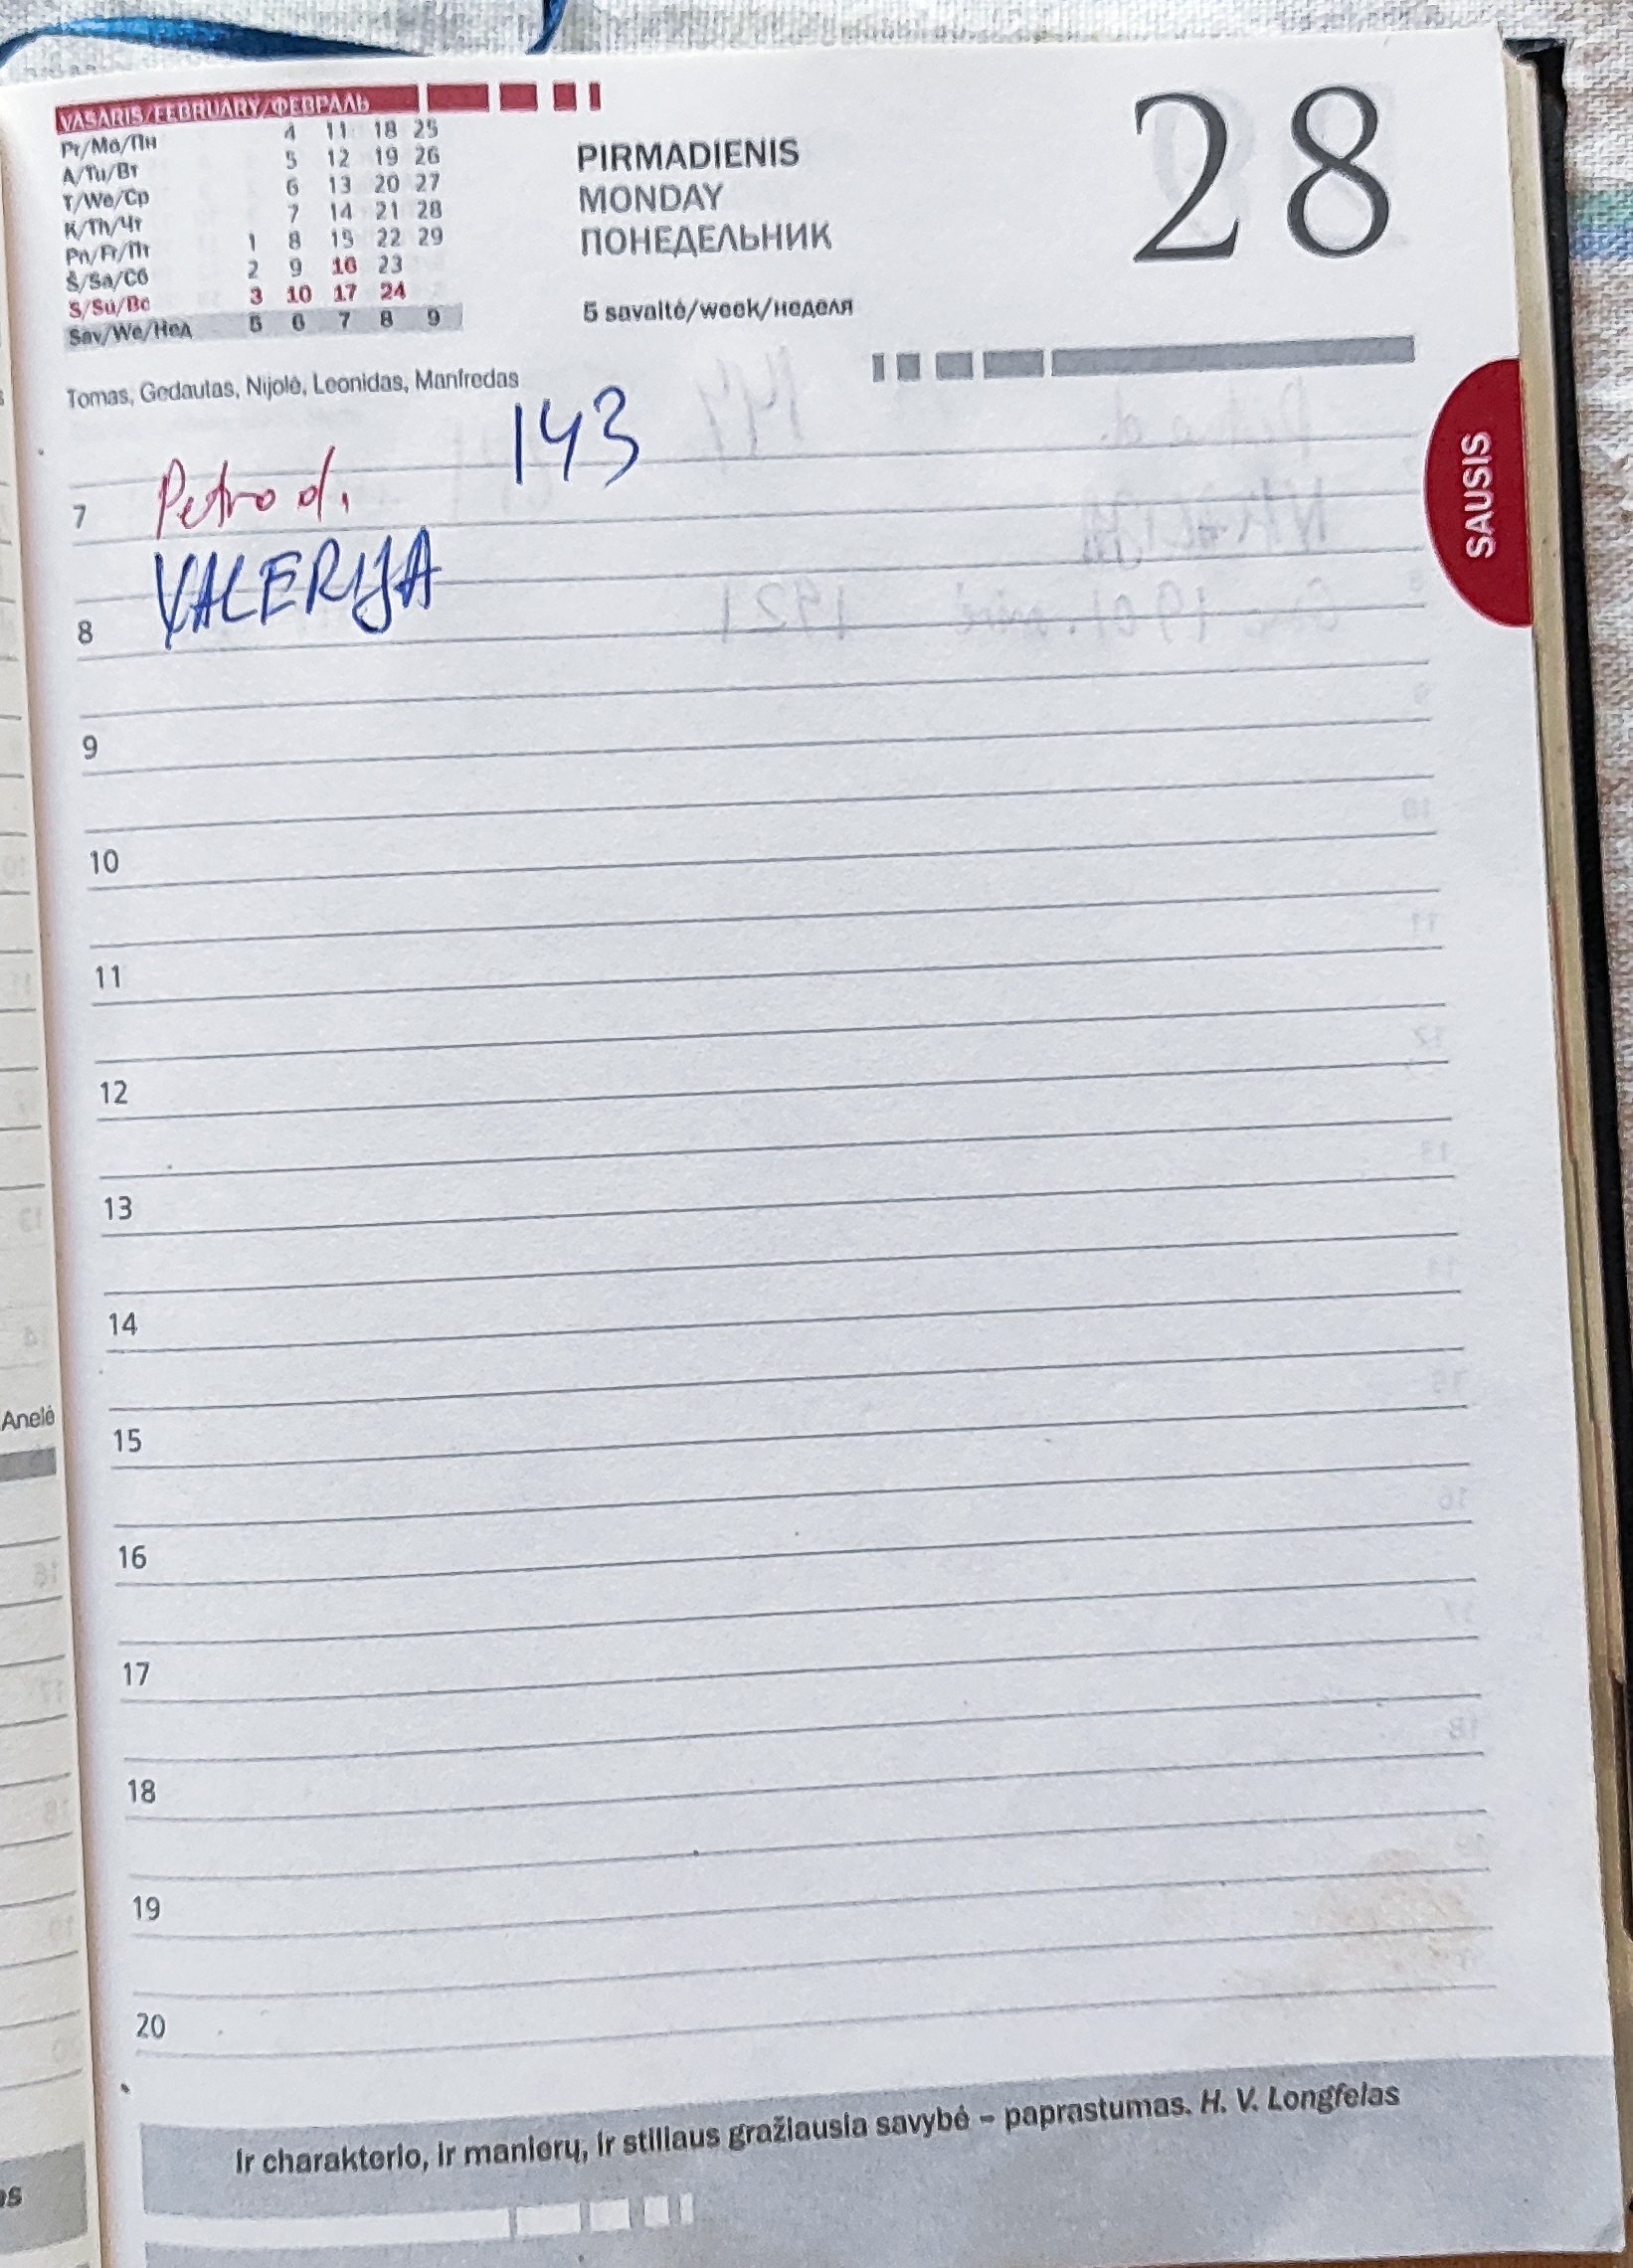 VASARIS/FEBRUARY/ФЕВРАЛЬ
Pr/Mo/Пн 4 11 18 25
A/Tu/Вт 5 12 19 26
T/We/Ср 6 13 20 27
K/Th/Чт 7 14 21 28
Pn/Fr/Пт 1 8 15 22 29
Š/Sa/Сб 2 9 16 23
S/Su/Вс 3 10 17 24
Sav/We/Нед 5 6 7 8 9
PIRMADIENIS
MONDAY
ПОНЕДЕЛЬНИК
5 savaitė/week/неделя
28
Tomas, Gedautas, Nijolė, Leonidas, Manfredas
143
SAUSIS
7 Petro d.
VALERIJA
8
9
10
11
12
13
14
15
16
17
18
19
20
Anelė
Ir charakterio, ir manierų, ir stiliaus gražiausia savybė – paprastumas. H. V. Longfelas